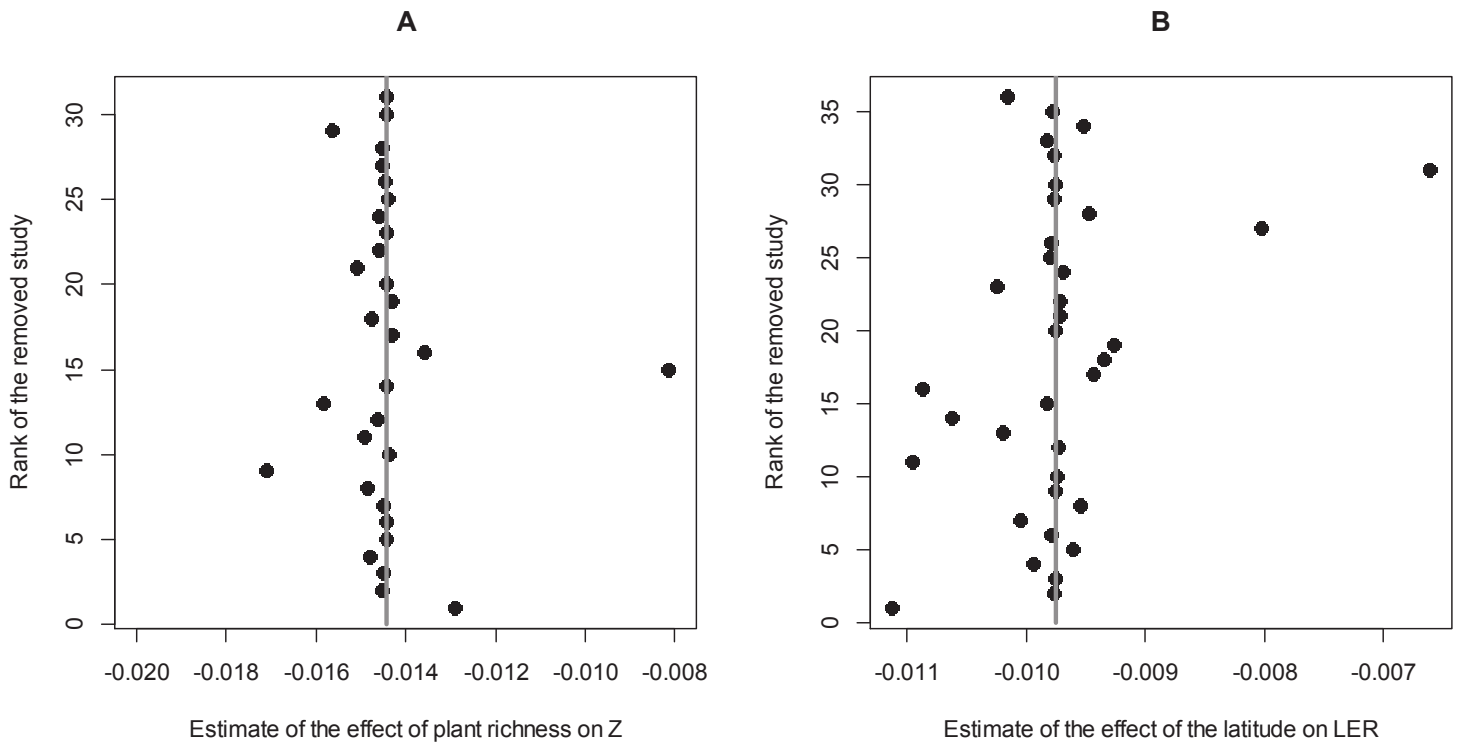 A
Rank of the removed study
30
25
20
15
10
5
0
-0.020 -0.018 -0.016 -0.014 -0.012 -0.010 -0.008
Estimate of the effect of plant richness on Z
B
Rank of the removed study
35
30
25
20
15
10
5
0
-0.011 -0.010 -0.009 -0.008 -0.007
Estimate of the effect of the latitude on LER